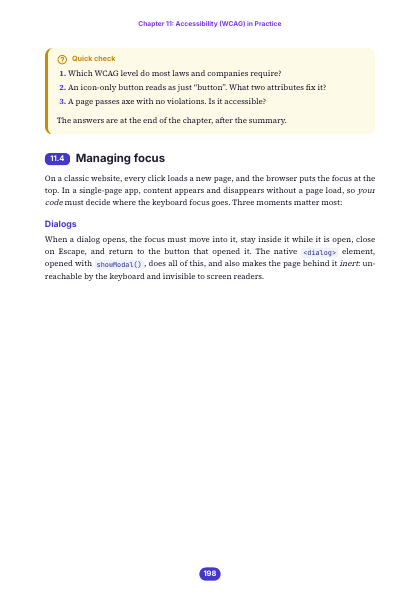 Chapter 11: Accessibility (WCAG) in Practice
Quick check
1. Which WCAG level do most laws and companies require?
2. An icon-only button reads as just “button”. What two attributes fix it?
3. A page passes axe with no violations. Is it accessible?
The answers are at the end of the chapter, after the summary.
11.4 Managing focus
On a classic website, every click loads a new page, and the browser puts the focus at the
top. In a single-page app, content appears and disappears without a page load, so your
code must decide where the keyboard focus goes. Three moments matter most:
Dialogs
When a dialog opens, the focus must move into it, stay inside it while it is open, close
on Escape, and return to the button that opened it. The native <dialog> element,
opened with showModal(), does all of this, and also makes the page behind it inert: un-
reachable by the keyboard and invisible to screen readers.
198